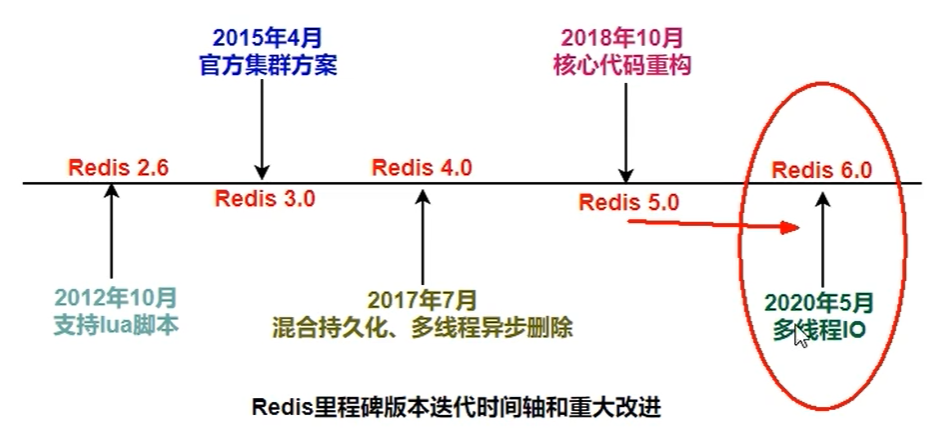 2015年4月
官方集群方案
2018年10月
核心代码重构
Redis 2.6
Redis 3.0
Redis 4.0
Redis 5.0
Redis 6.0
2012年10月
支持lua脚本
2017年7月
混合持久化、多线程异步删除
2020年5月
多线程IO
Redis里程碑版本迭代时间轴和重大改进